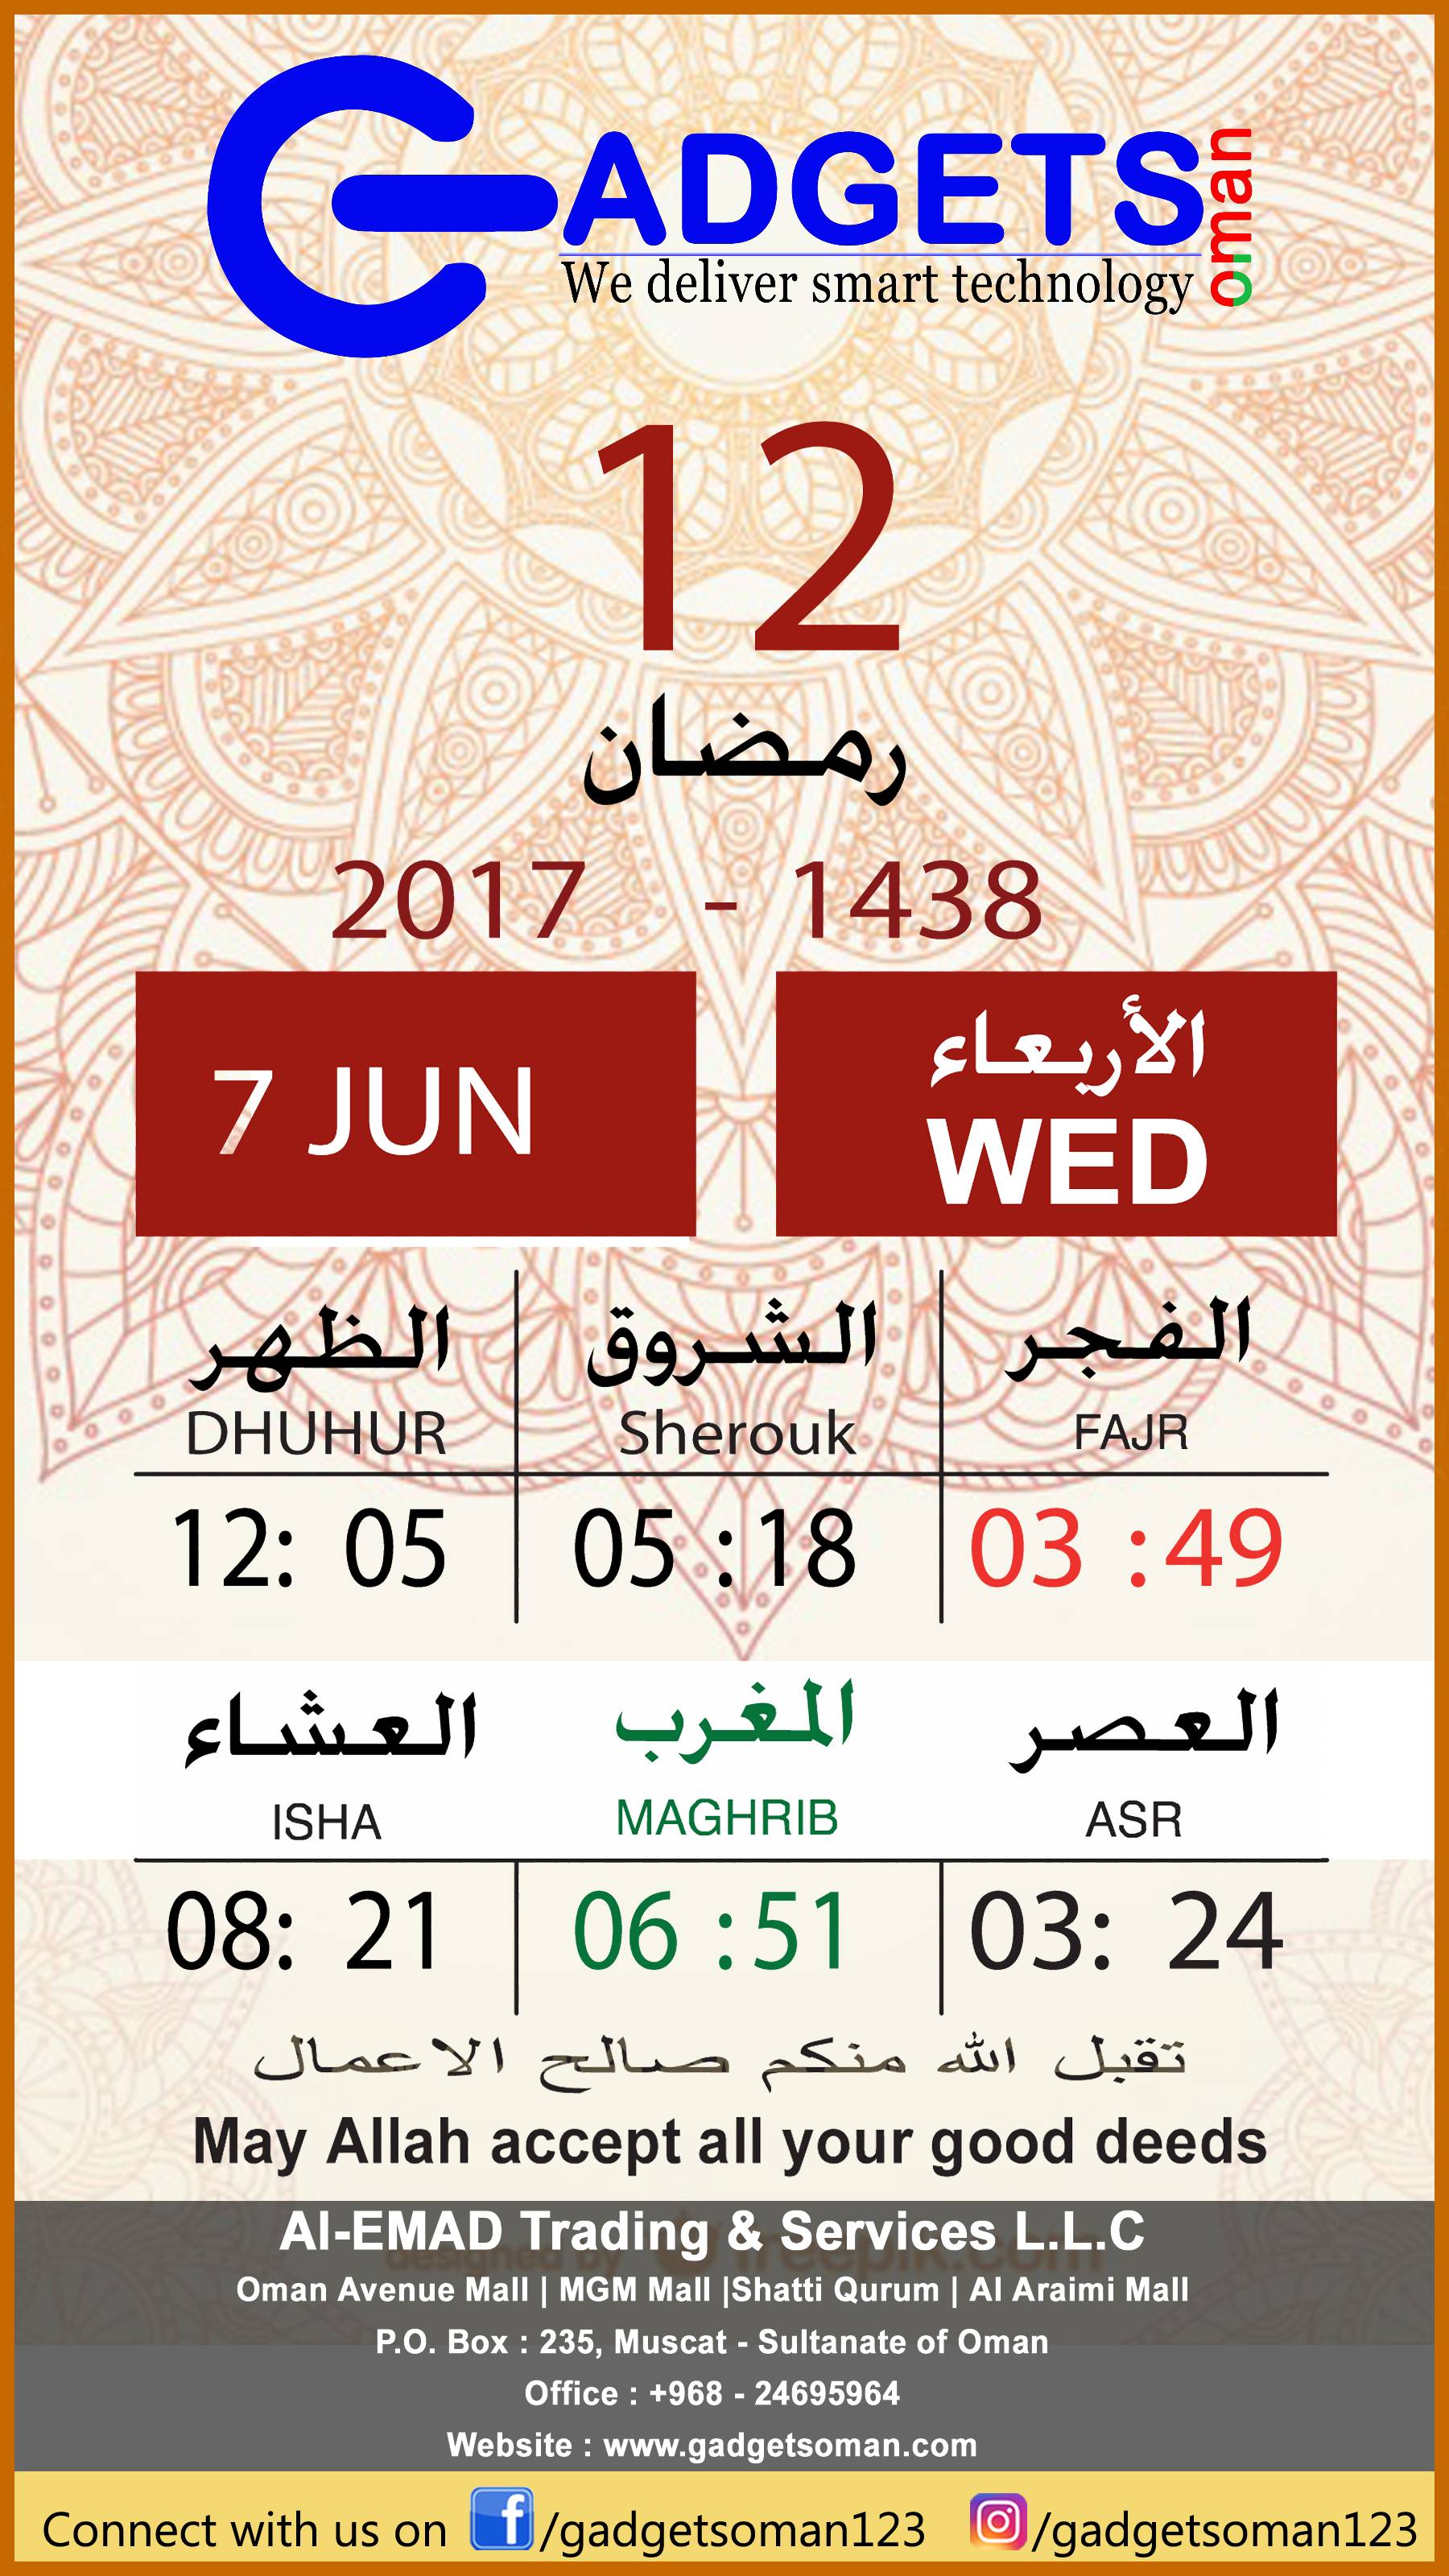 GADGETS oman
We deliver smart technology
12
رمضان
2017 - 1438
7 JUN
الأربعاء
WED
الظهر الشروق الفجر
DHUHUR Sherouk FAJR
12: 05 05 :18 03 :49
العشاء المغرب العصر
ISHA MAGHRIB ASR
08: 21 06 :51 03: 24
تقبل الله منكم صالح الاعمال
May Allah accept all your good deeds
Al-EMAD Trading & Services L.L.C
designed by freepik.com
Oman Avenue Mall | MGM Mall |Shatti Qurum | Al Araimi Mall
P.O. Box : 235, Muscat - Sultanate of Oman
Office : +968 - 24695964
Website : www.gadgetsoman.com
Connect with us on f /gadgetsoman123 /gadgetsoman123